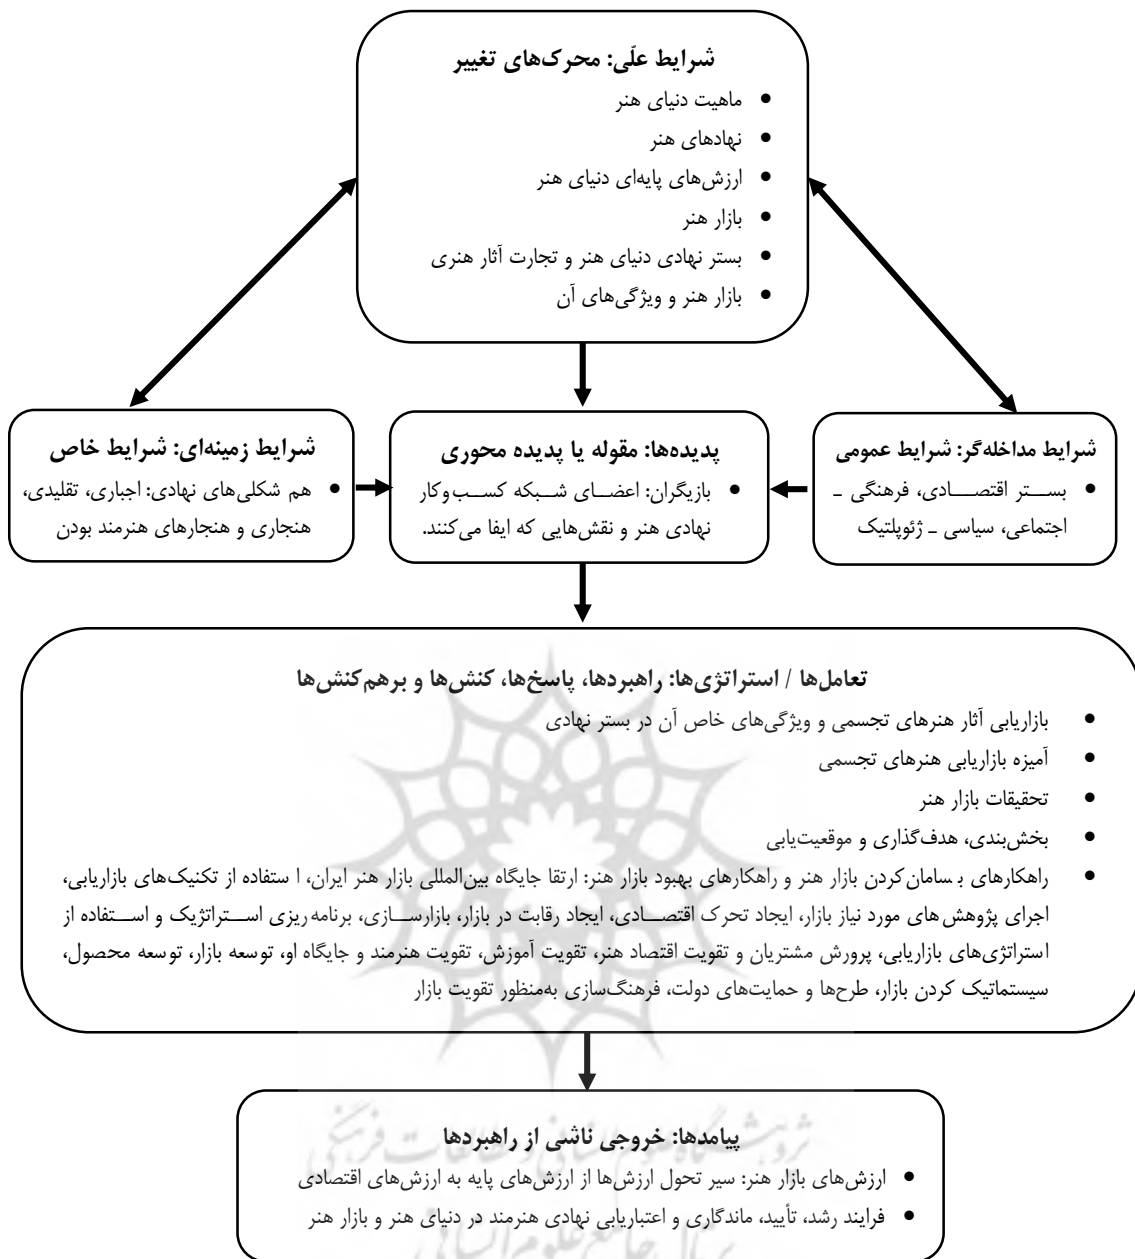 شرایط علّی: محرک‌های تغییر
• ماهیت دنیای هنر
• نهادهای هنر
• ارزش‌های پایه‌ای دنیای هنر
• بازار هنر
• بستر نهادی دنیای هنر و تجارت آثار هنری
• بازار هنر و ویژگی‌های آن
شرایط مداخله‌گر: شرایط عمومی
• بستر اقتصادی، فرهنگی ـ
اجتماعی، سیاسی ـ ژئوپلتیک
پدیده‌ها: مقوله یا پدیده محوری
• بازیگران: اعضای شبکه کسب‌وکار
نهادی هنر و نقش‌هایی که ایفا می‌کنند.
شرایط زمینه‌ای: شرایط خاص
• هم شکلی‌های نهادی: اجباری، تقلیدی،
هنجاری و هنجارهای هنرمند بودن
تعامل‌ها / استراتژی‌ها: راهبردها، پاسخ‌ها، کنش‌ها و برهم‌کنش‌ها
• بازاریابی آثار هنرهای تجسمی و ویژگی‌های خاص آن در بستر نهادی
• آمیزه بازاریابی هنرهای تجسمی
• تحقیقات بازار هنر
• بخش‌بندی، هدف‌گذاری و موقعیت‌یابی
• راهکارهای بسامان‌کردن بازار هنر و راهکارهای بهبود بازار هنر: ارتقا جایگاه بین‌المللی بازار هنر ایران، استفاده از تکنیک‌های بازاریابی،
اجرای پژوهش‌های مورد نیاز بازار، ایجاد تحرک اقتصادی، ایجاد رقابت در بازار، بازارسازی، برنامه‌ریزی استراتژیک و استفاده از
استراتژی‌های بازاریابی، پرورش مشتریان و تقویت اقتصاد هنر، تقویت آموزش، تقویت هنرمند و جایگاه او، توسعه بازار، توسعه محصول،
سیستماتیک کردن بازار، طرح‌ها و حمایت‌های دولت، فرهنگ‌سازی به‌منظور تقویت بازار
پیامدها: خروجی ناشی از راهبردها
• ارزش‌های بازار هنر: سیر تحول ارزش‌ها از ارزش‌های پایه به ارزش‌های اقتصادی
• فرایند رشد، تأیید، ماندگاری و اعتباریابی نهادی هنرمند در دنیای هنر و بازار هنر
پژوهشگاه علوم انسانی و مطالعات فرهنگی
پرتال جامع علوم انسانی